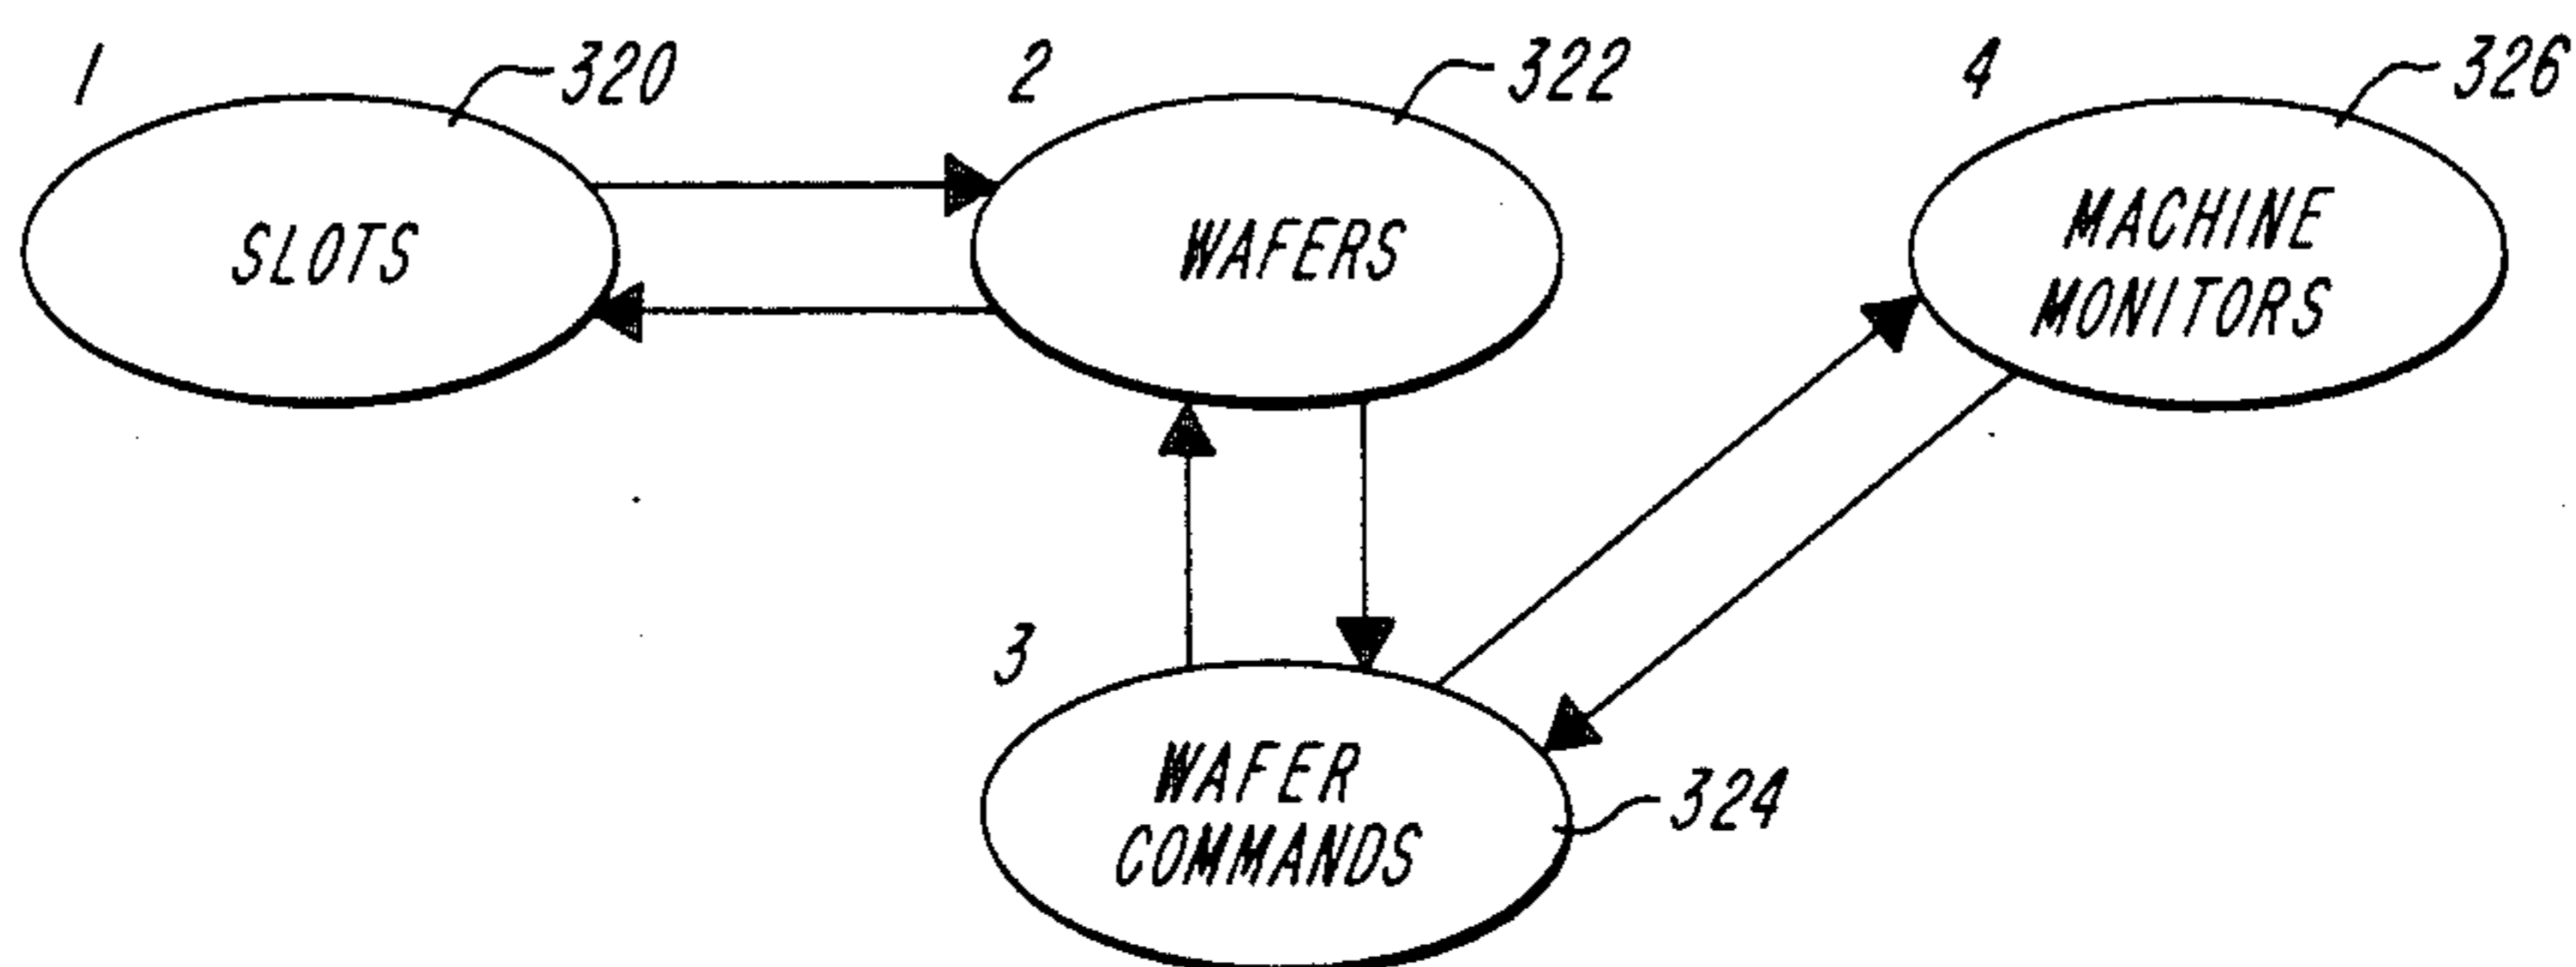 1
320
2
322
4
326
SLOTS
WAFERS
MACHINE
MONITORS
3
WAFER
COMMANDS
324